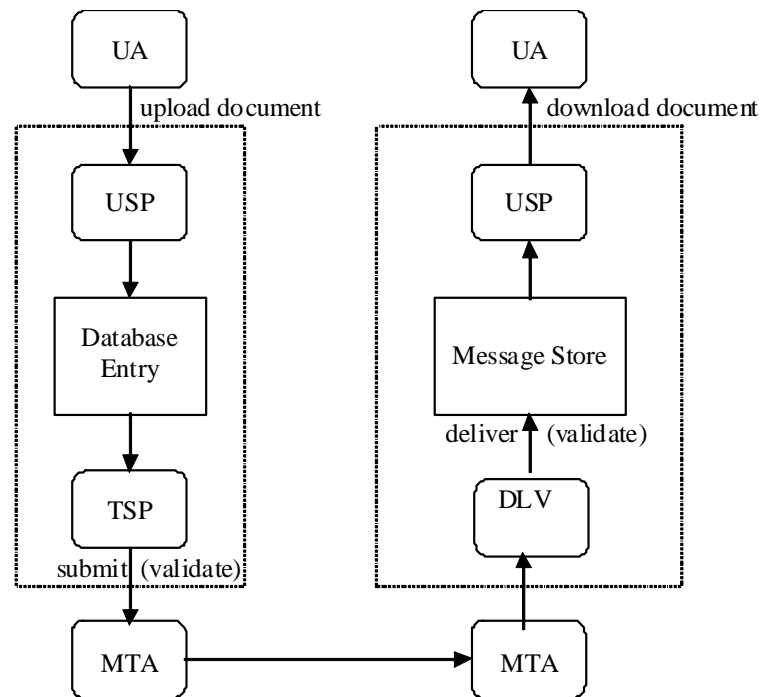 UA
upload document
USP
Database
Entry
TSP
submit (validate)
MTA
UA
download document
USP
Message Store
deliver (validate)
DLV
MTA